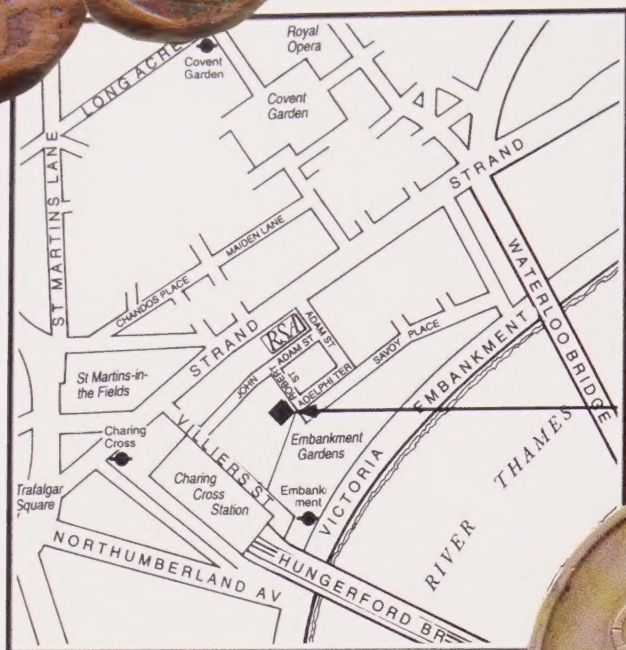 Royal
Opera
LONG ACRE
Covent
Garden
Covent
Garden
ST MARTINS LANE
STRAND
MAIDEN LANE
CHANDOS PLACE
WATERLOO BRIDGE
STRAND
RSA
ADAM ST
ADAM ST
SAVOY PLACE
JOHN
ROBERT
ST
ADELPHI TER
St Martins-in-
the Fields
VICTORIA EMBANKMENT
Embankment
Gardens
Charing
Cross
VILLIERS ST
RIVER THAMES
Charing
Cross
Station
Embank
ment
Trafalgar
Square
NORTHUMBERLAND AV
HUNGERFORD BR